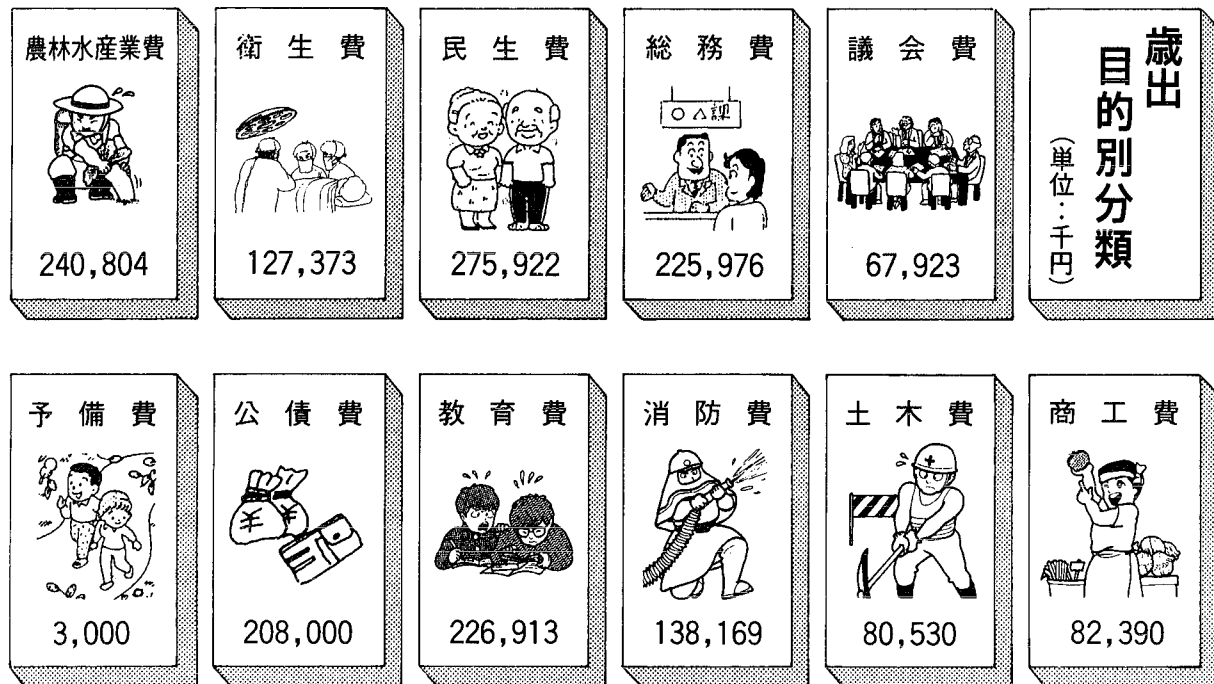 歳出
目的別分類
（単位：千円）
議会費
○△課
67,923
総務費
225,976
民生費
275,922
衛生費
127,373
農林水産業費
240,804
商工費
82,390
土木費
80,530
消防費
138,169
教育費
226,913
公債費
¥
¥
208,000
予備費
3,000